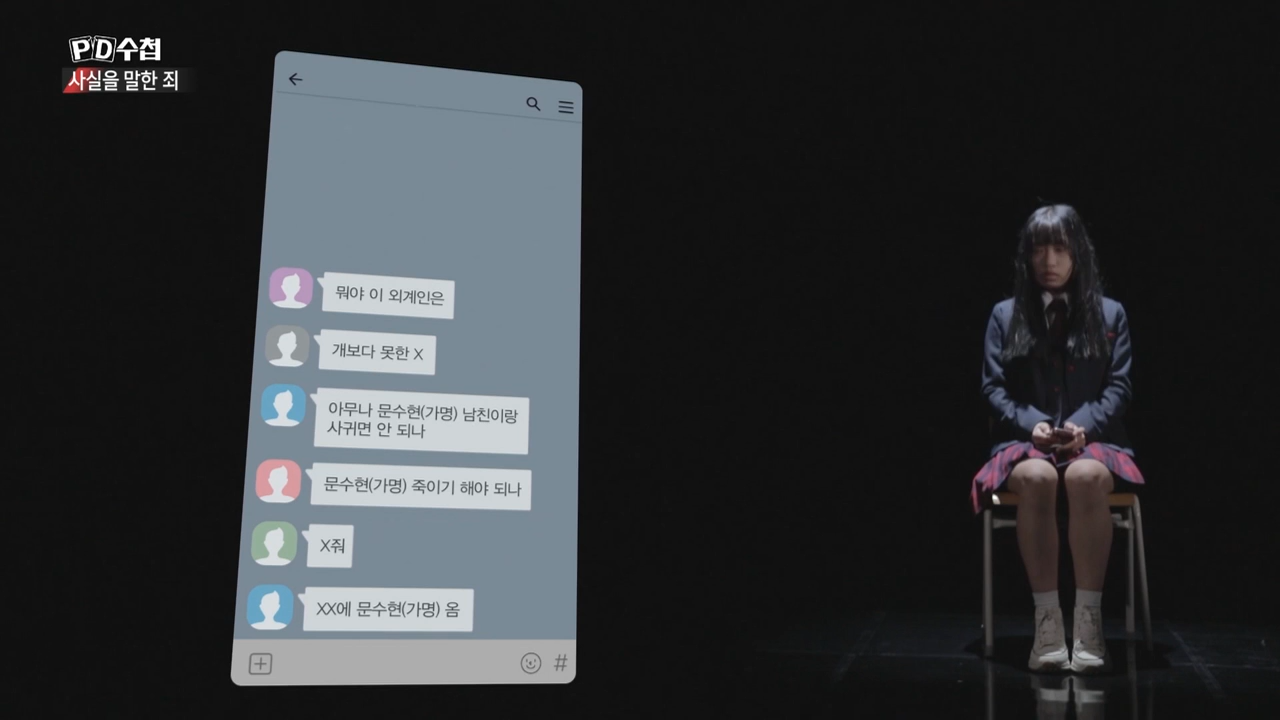 PD수첩
사실을 말한 죄
뭐야 이 외계인은
개보다 못한 X
아무나 문수현(가명) 남친이랑
사귀면 안 되나
문수현(가명) 죽이기 해야 되나
X줘
XX에 문수현(가명) 옴
#